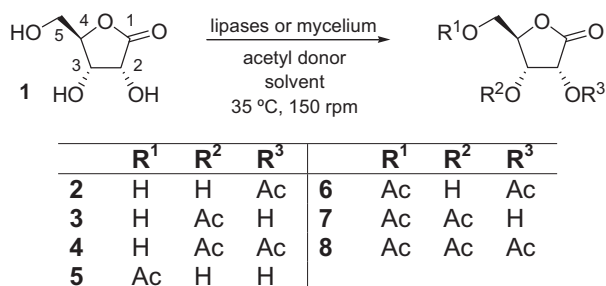 HO 5 4 O 1 O
3 2
1 HO OH
lipases or mycelium
acetyl donor
solvent
35 ºC, 150 rpm
R¹O O O
R²O OR³
R¹ R² R³ R¹ R² R³
2 H H Ac 6 Ac H Ac
3 H Ac H 7 Ac Ac H
4 H Ac Ac 8 Ac Ac Ac
5 Ac H H